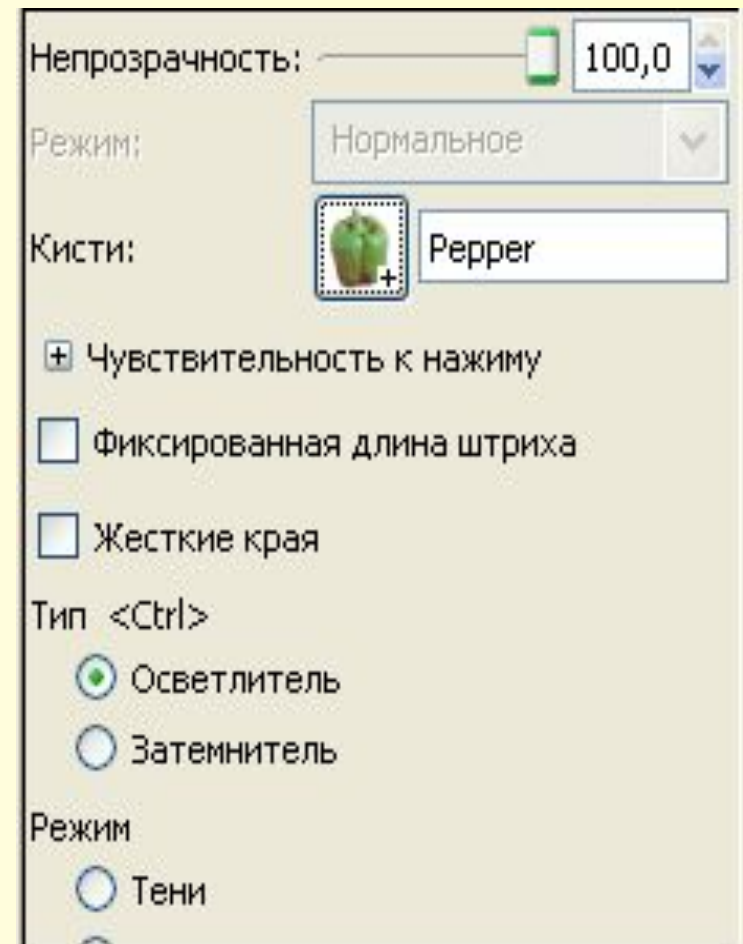 Непрозрачность: 100,0
Режим: Нормальное
Кисти: Pepper
Чувствительность к нажиму
Фиксированная длина штриха
Жесткие края
Тип <Ctrl>
Осветлитель
Затемнитель
Режим
Тени